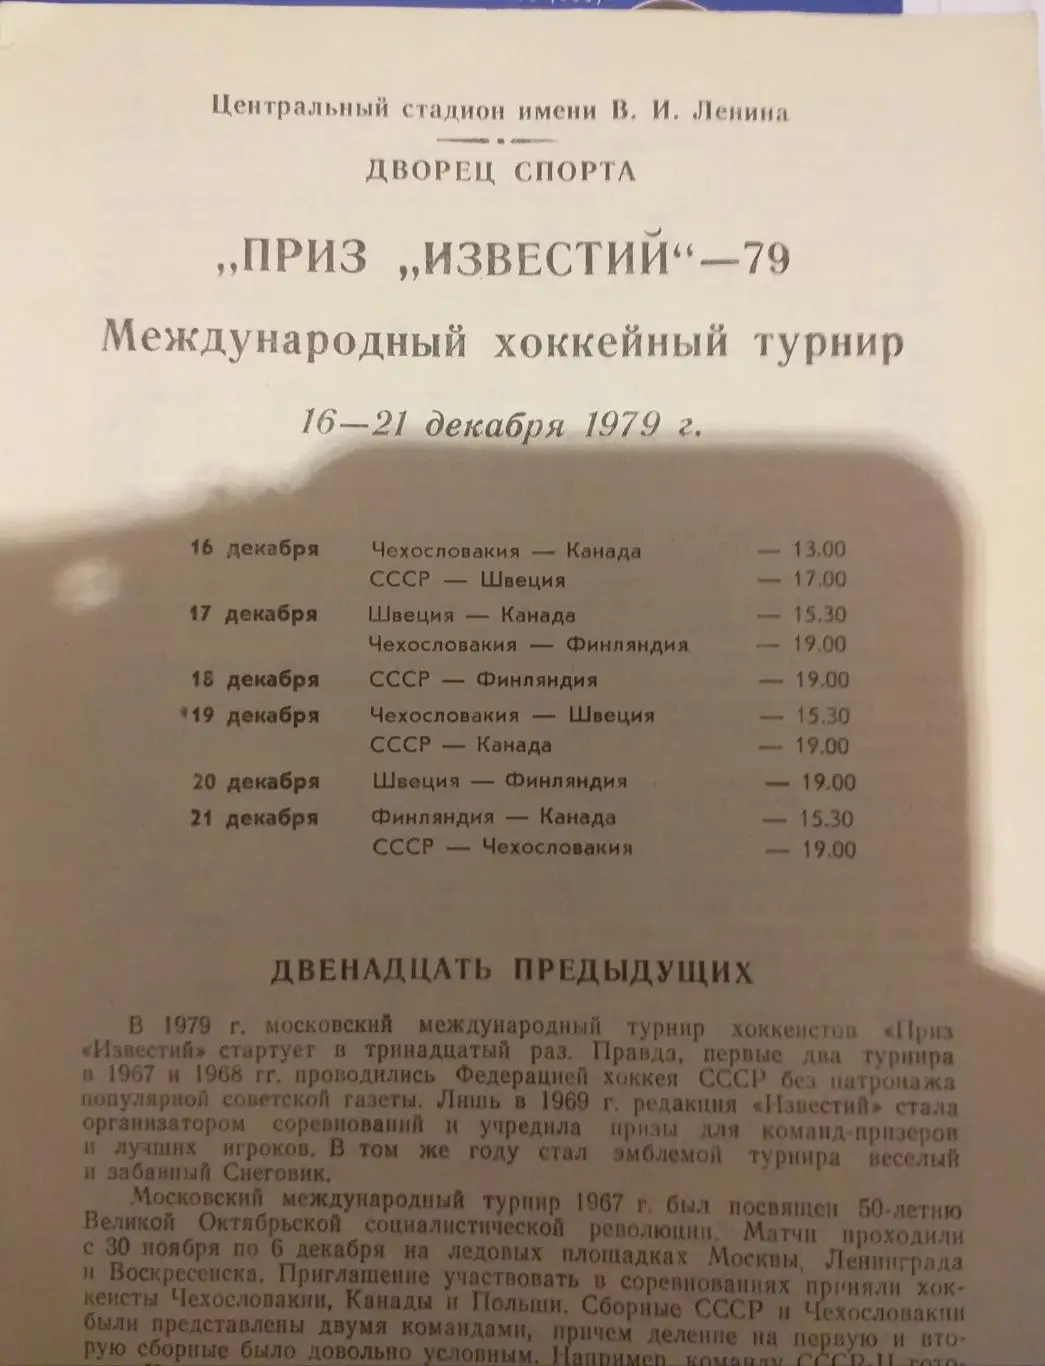 Центральный стадион имени В. И. Ленина
ДВОРЕЦ СПОРТА
„ПРИЗ „ИЗВЕСТИЙ“—79
Международный хоккейный турнир
16—21 декабря 1979 г.
16 декабря Чехословакия — Канада — 13.00
СССР — Швеция — 17.00
17 декабря Швеция — Канада — 15.30
Чехословакия — Финляндия — 19.00
18 декабря СССР — Финляндия — 19.00
19 декабря Чехословакия — Швеция — 15.30
СССР — Канада — 19.00
20 декабря Швеция — Финляндия — 19.00
21 декабря Финляндия — Канада — 15.30
СССР — Чехословакия — 19.00
ДВЕНАДЦАТЬ ПРЕДЫДУЩИХ
В 1979 г. московский международный турнир хоккеистов «Приз
«Известий» стартует в тринадцатый раз. Правда, первые два турнира
в 1967 и 1968 гг. проводились Федерацией хоккея СССР без патронажа
популярной советской газеты. Лишь в 1969 г. редакция «Известий» стала
организатором соревнований и учредила призы для команд-призеров
и лучших игроков. В том же году стал эмблемой турнира веселый
и забавный Снеговик.
Московский международный турнир 1967 г. был посвящен 50-летию
Великой Октябрьской социалистической революции. Матчи проходили
с 30 ноября по 6 декабря на ледовых площадках Москвы, Ленинграда
и Воскресенска. Приглашение участвовать в соревнованиях приняли хок-
кеисты Чехословакии, Канады и Польши. Сборные СССР и Чехословакии
были представлены двумя командами, причем деление на первую и вто-
рую сборные было довольно условным. Например, команду СССР-II